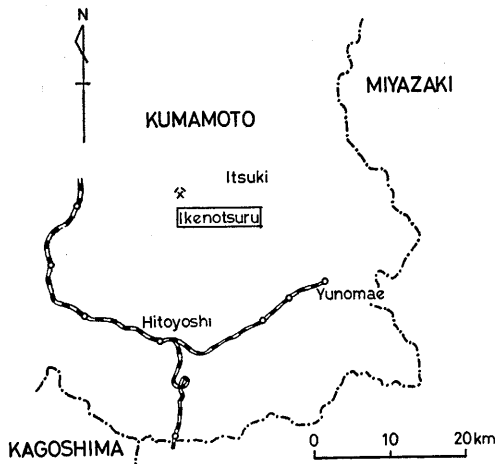 N
MIYAZAKI
KUMAMOTO
Itsuki
Ikenotsuru
Yunomae
Hitoyoshi
KAGOSHIMA
0 10 20km